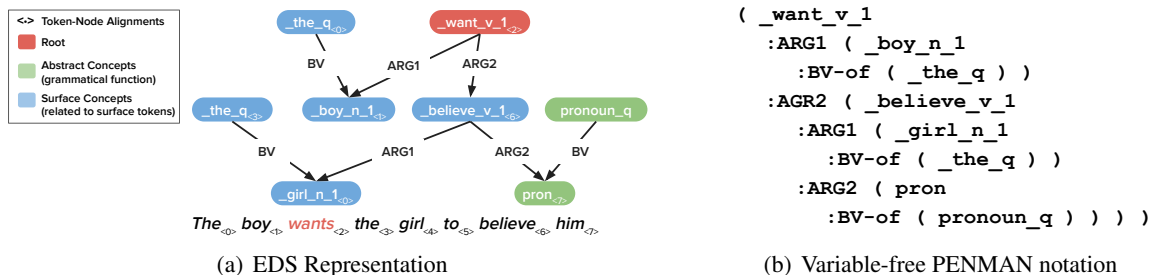 <·> Token-Node Alignments
Root
Abstract Concepts
(grammatical function)
Surface Concepts
(related to surface tokens)
_the_q<0>
_want_v_1<2>
BV
ARG1
ARG2
_the_q<3>
_boy_n_1<1>
_believe_v_1<6>
pronoun_q
BV
ARG1
ARG2
BV
_girl_n_1<0>
pron<7>
The<0> boy<1> wants<2> the<3> girl<4> to<5> believe<6> him<7>
(a) EDS Representation
( _want_v_1
:ARG1 ( _boy_n_1
:BV-of ( _the_q ) )
:AGR2 ( _believe_v_1
:ARG1 ( _girl_n_1
:BV-of ( _the_q ) )
:ARG2 ( pron
:BV-of ( pronoun_q ) ) ) )
(b) Variable-free PENMAN notation